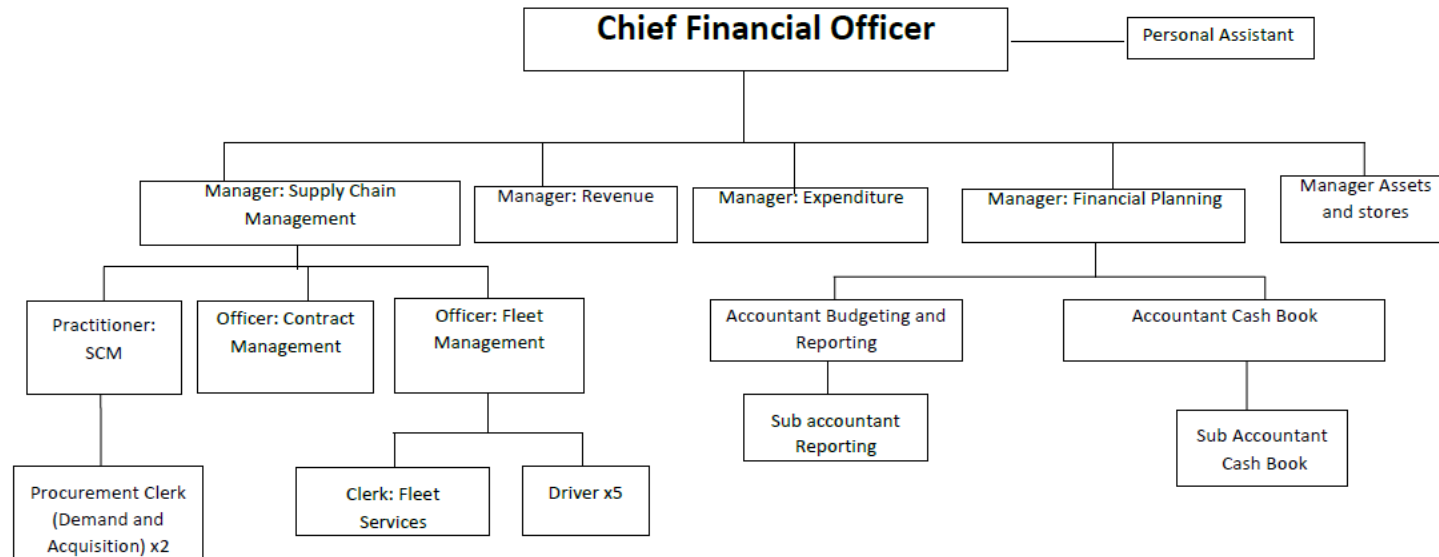 Chief Financial Officer
Personal Assistant
Manager: Supply Chain
Management
Manager: Revenue
Manager: Expenditure
Manager: Financial Planning
Manager Assets
and stores
Practitioner:
SCM
Officer: Contract
Management
Officer: Fleet
Management
Accountant Budgeting and
Reporting
Accountant Cash Book
Sub accountant
Reporting
Sub Accountant
Cash Book
Procurement Clerk
(Demand and
Acquisition) x2
Clerk: Fleet
Services
Driver x5